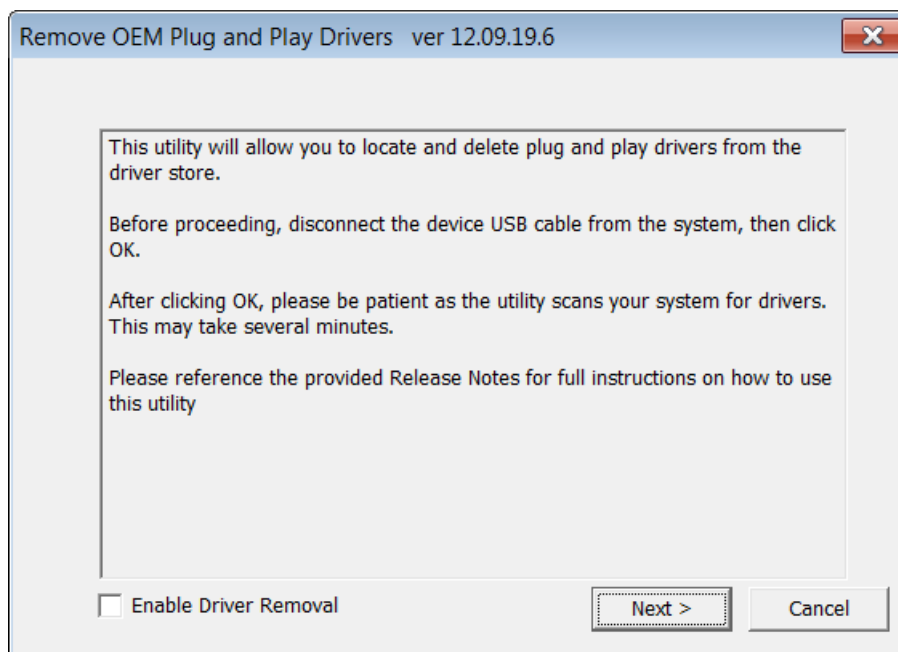 Remove OEM Plug and Play Drivers   ver 12.09.19.6
This utility will allow you to locate and delete plug and play drivers from the
driver store.
Before proceeding, disconnect the device USB cable from the system, then click
OK.
After clicking OK, please be patient as the utility scans your system for drivers.
This may take several minutes.
Please reference the provided Release Notes for full instructions on how to use
this utility
Enable Driver Removal
Next >
Cancel